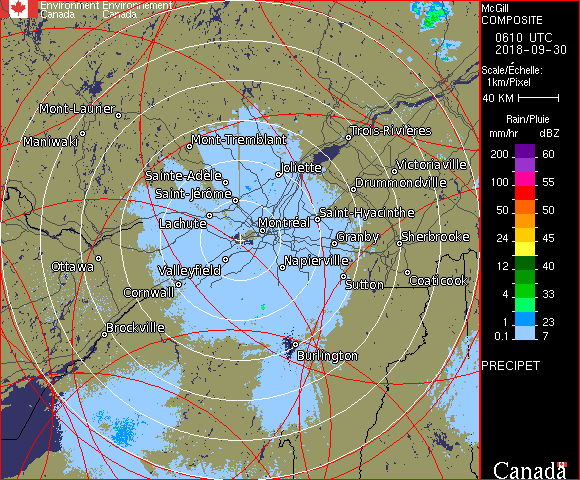 Environment Environnement
Canada Canada
McGill
COMPOSITE
0610 UTC
2018-09-30
Scale/Échelle:
1km/Pixel
40 KM
Rain/Pluie
mm/hr dBZ
200 60
100 55
50 50
24 45
12 40
4 33
1 23
0.1 7
PRECIPET
Mont-Laurier
Maniwaki
Mont-Tremblant
Trois-Rivières
Joliette
Victoriaville
Sainte-Adèle
Drummondville
Saint-Jérôme
Saint-Hyacinthe
Lachute
Montréal
Granby
Sherbrooke
Ottawa
Valleyfield
Napierville
Sutton
Coaticook
Cornwall
Brockville
Burlington
Canada